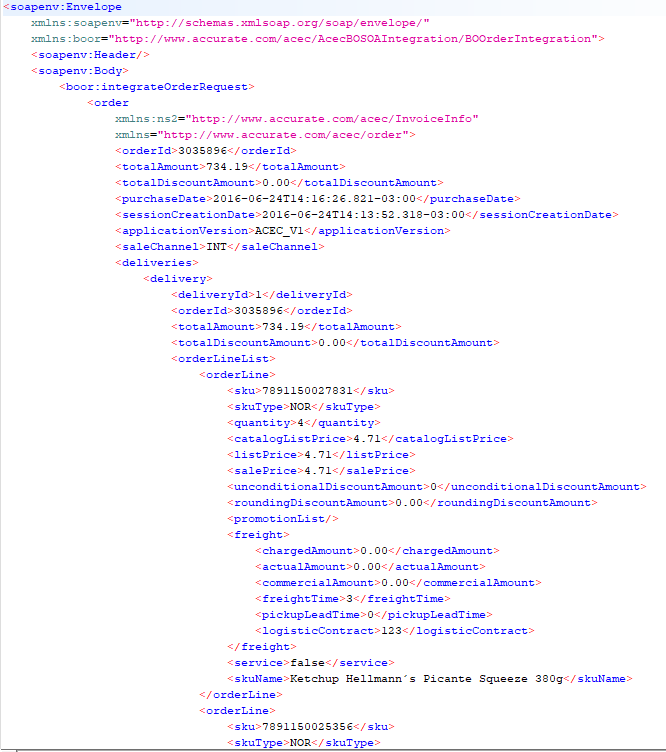 <soapenv:Envelope
xmlns:soapenv="http://schemas.xmlsoap.org/soap/envelope/"
xmlns:boor="http://www.accurate.com/acec/AcecBOSOAIntegration/BOOrderIntegration">
<soapenv:Header/>
<soapenv:Body>
<boor:integrateOrderRequest>
<order
xmlns:ns2="http://www.accurate.com/acec/InvoiceInfo"
xmlns="http://www.accurate.com/acec/order">
<orderId>3035896</orderId>
<totalAmount>734.19</totalAmount>
<totalDiscountAmount>0.00</totalDiscountAmount>
<purchaseDate>2016-06-24T14:16:26.821-03:00</purchaseDate>
<sessionCreationDate>2016-06-24T14:13:52.318-03:00</sessionCreationDate>
<applicationVersion>ACEC_V1</applicationVersion>
<saleChannel>INT</saleChannel>
<deliveries>
<delivery>
<deliveryId>1</deliveryId>
<orderId>3035896</orderId>
<totalAmount>734.19</totalAmount>
<totalDiscountAmount>0.00</totalDiscountAmount>
<orderLineList>
<orderLine>
<sku>7891150027831</sku>
<skuType>NOR</skuType>
<quantity>4</quantity>
<catalogListPrice>4.71</catalogListPrice>
<listPrice>4.71</listPrice>
<salePrice>4.71</salePrice>
<unconditionalDiscountAmount>0</unconditionalDiscountAmount>
<roundingDiscountAmount>0.00</roundingDiscountAmount>
<promotionList/>
<freight>
<chargedAmount>0.00</chargedAmount>
<actualAmount>0.00</actualAmount>
<commercialAmount>0.00</commercialAmount>
<freightTime>3</freightTime>
<pickupLeadTime>0</pickupLeadTime>
<logisticContract>123</logisticContract>
</freight>
<service>false</service>
<skuName>Ketchup Hellmann´s Picante Squeeze 380g</skuName>
</orderLine>
<orderLine>
<sku>7891150025356</sku>
<skuType>NOR</skuType>